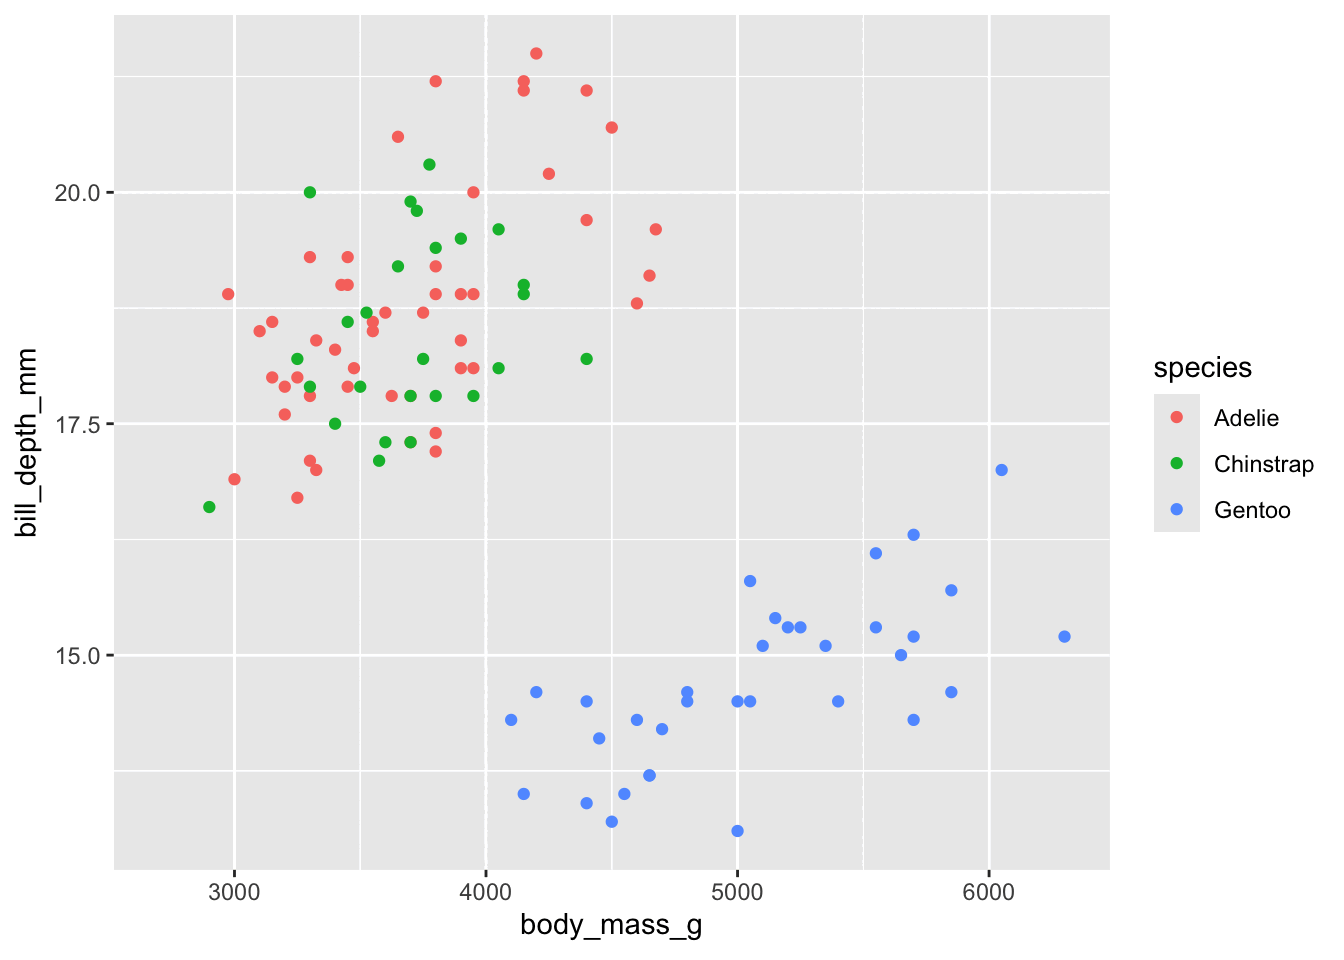 20.0
17.5
15.0
bill_depth_mm
3000 4000 5000 6000
body_mass_g
species
Adelie
Chinstrap
Gentoo